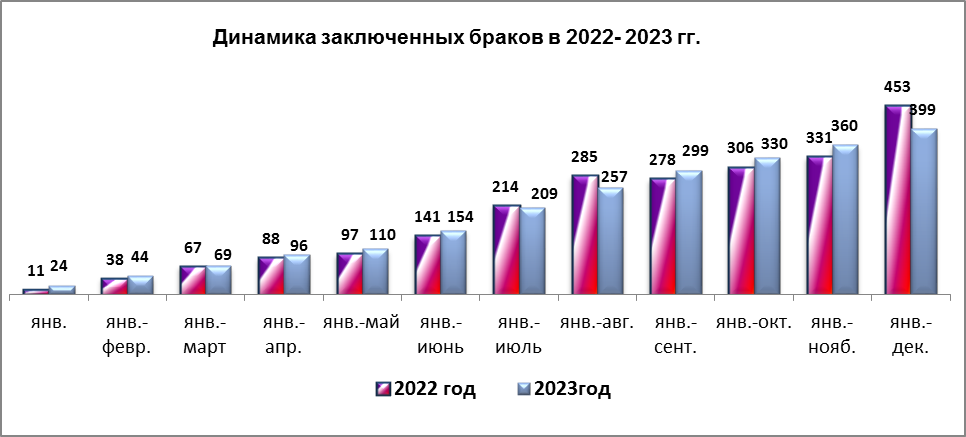 Динамика заключенных браков в 2022- 2023 гг.
11 24 38 44 67 69 88 96 97 110 141 154 214 209 285 257 278 299 306 330 331 360 453 399
янв. янв.- янв.- янв.- янв.-май янв.- янв.- янв.-авг. янв.- янв.-окт. янв.- янв.-
февр. март апр. июнь июль сент. нояб. дек.
2022 год 2023год